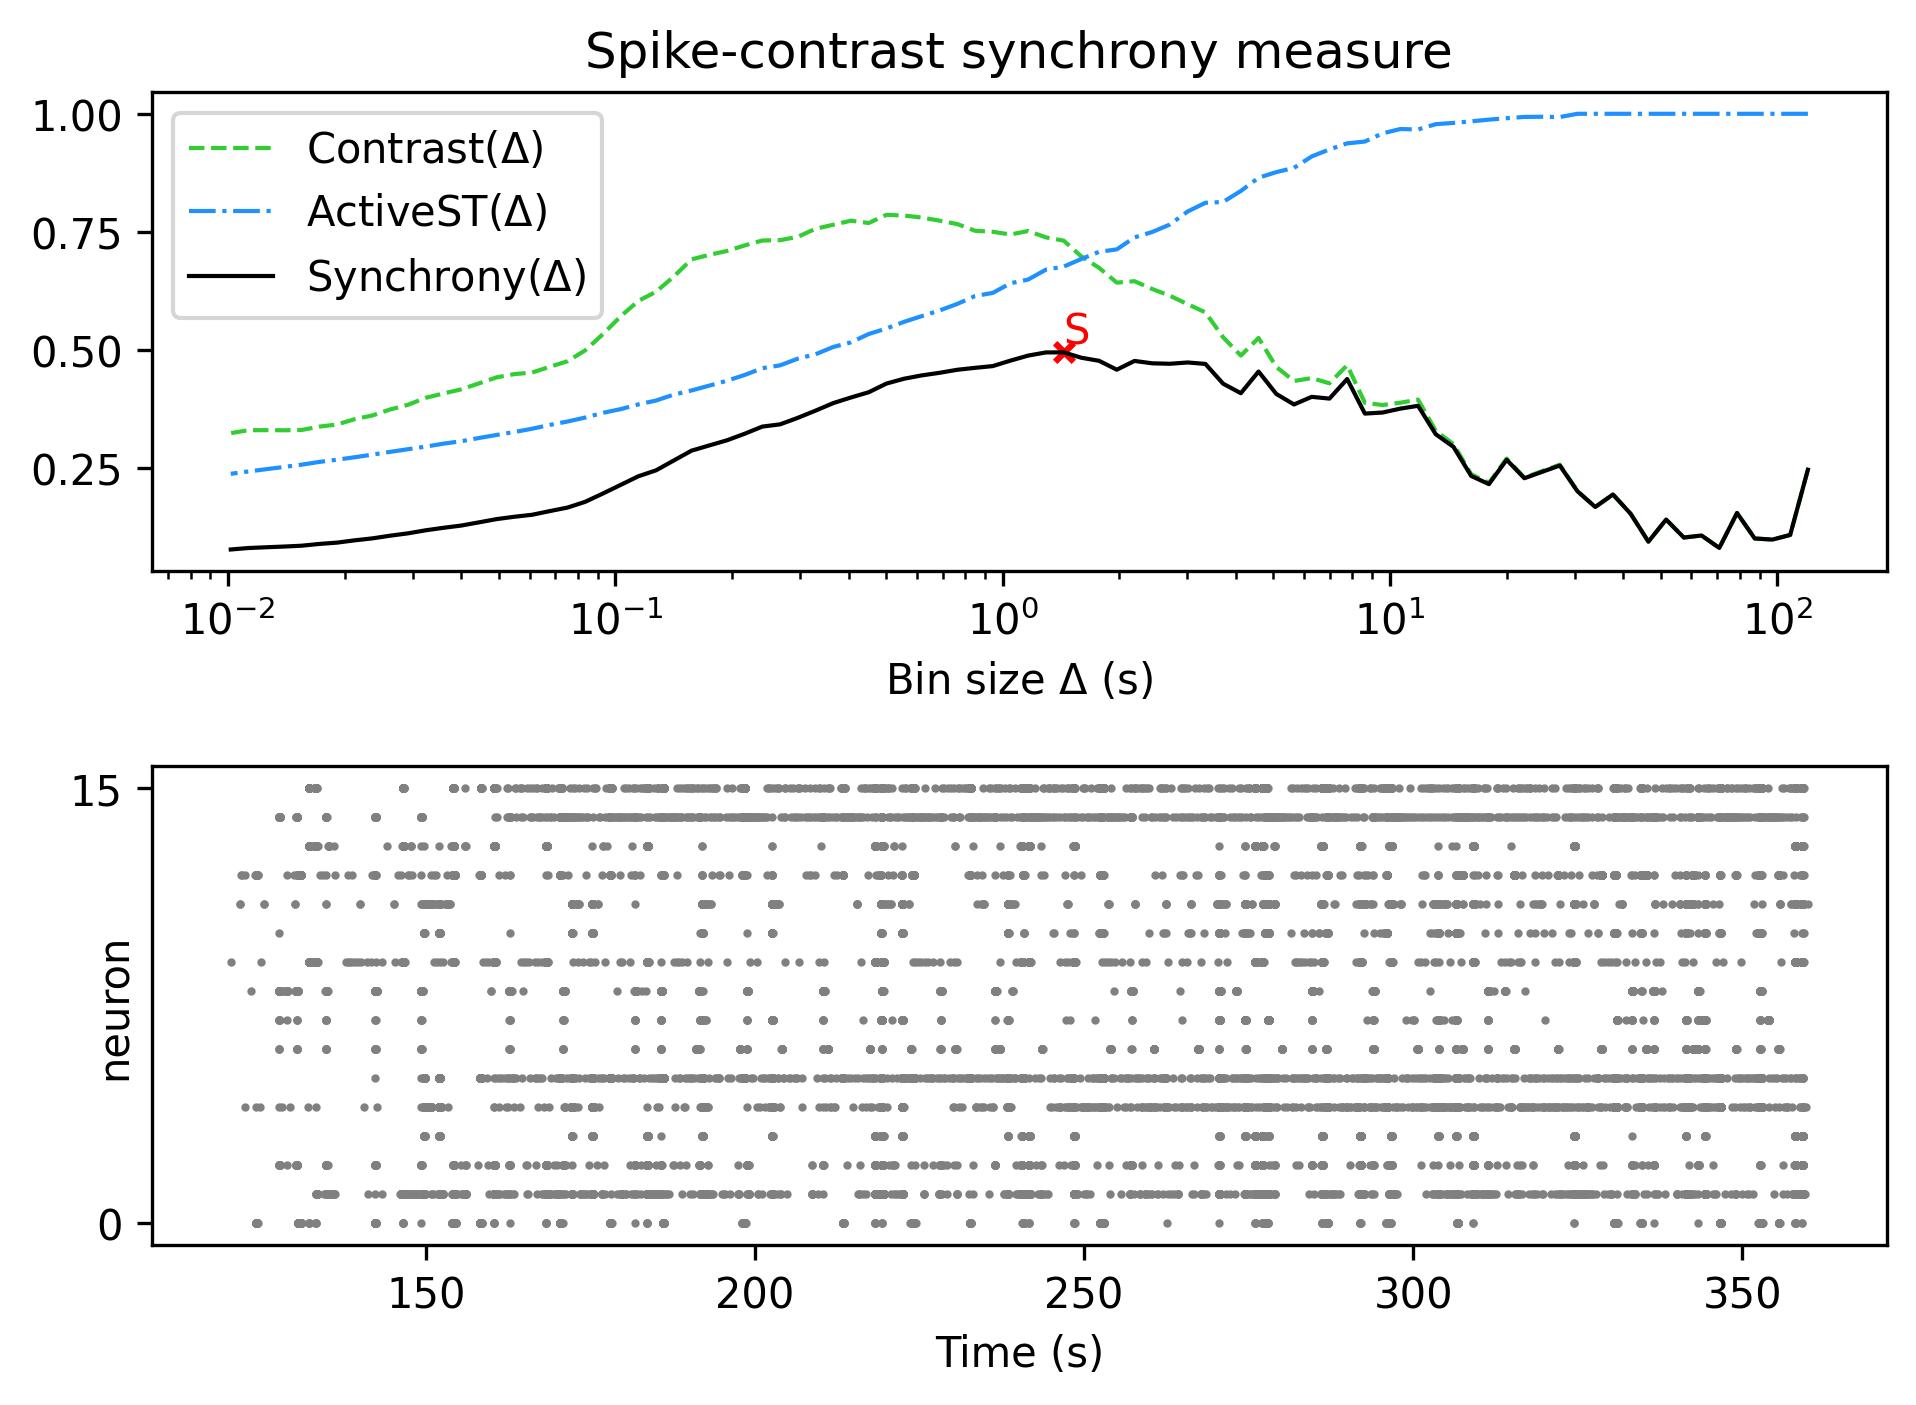 Spike-contrast synchrony measure
1.00
0.75
0.50
0.25
Contrast(Δ)
ActiveST(Δ)
Synchrony(Δ)
S
10⁻² 10⁻¹ 10⁰ 10¹ 10²
Bin size Δ (s)
15
0
neuron
150 200 250 300 350
Time (s)